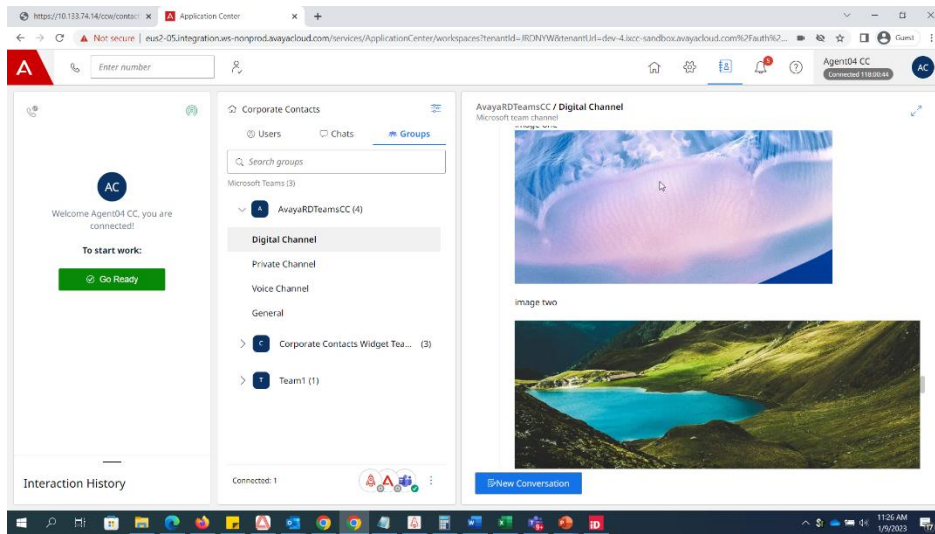 https://10.133.74.14/ccw/contac
Application Center
Not secure | eus2-05.integration.ws-nonprod.avayacloud.com/services/ApplicationCenter/workspaces?tenantId=JRDNYW&tenantUrl=dev-4.ixcc-sandbox.avayacloud.com%2Fauth%2...
Guest
Enter number
5
Agent04 CC
Connected 118:00:44
AC
AC
Welcome Agent04 CC, you are
connected!
To start work:
Go Ready
Interaction History
Corporate Contacts
Users
Chats
Groups
Search groups
Microsoft Teams (3)
A
AvayaRDTeamsCC (4)
Digital Channel
Private Channel
Voice Channel
General
C
Corporate Contacts Widget Tea... (3)
T
Team1 (1)
Connected: 1
AvayaRDTeamsCC / Digital Channel
Microsoft team channel
image one
image two
New Conversation
11:26 AM
1/9/2023